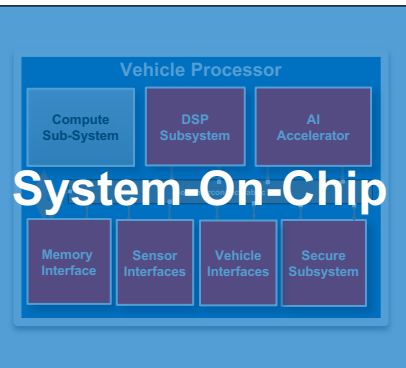 Vehicle Processor
Compute
Sub-System
DSP
Subsystem
AI
Accelerator
System-On-Chip
Memory
Interface
Sensor
Interfaces
Vehicle
Interfaces
Secure
Subsystem